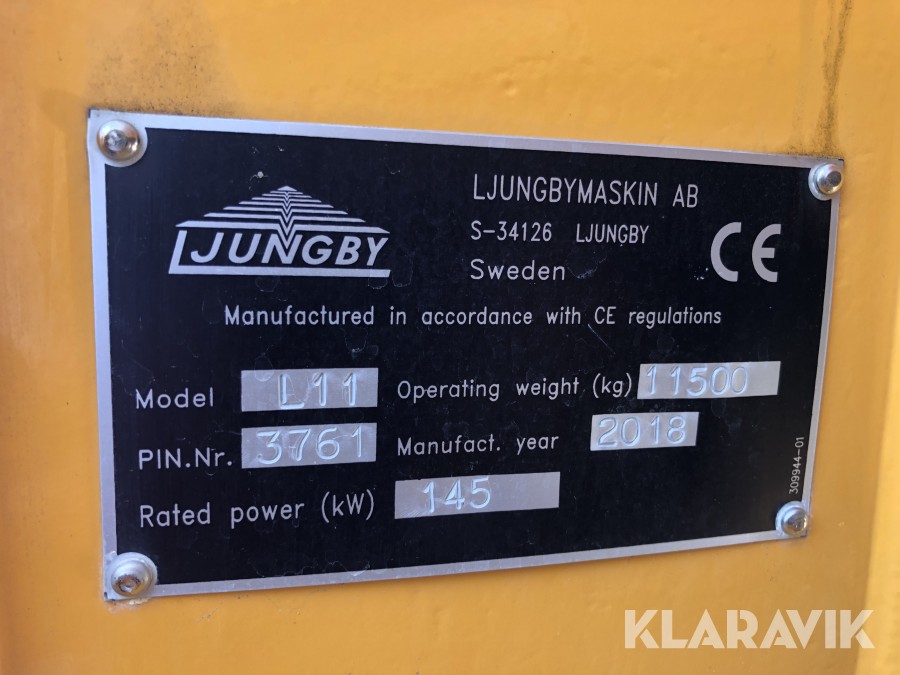 LJUNGBY
LJUNGBYMASKIN AB
S-34126 LJUNGBY
Sweden
CE
Manufactured in accordance with CE regulations
Model L11 Operating weight (kg) 11500
PIN.Nr. 3761 Manufact. year 2018
Rated power (kW) 145
309944-01
KLARAVIK